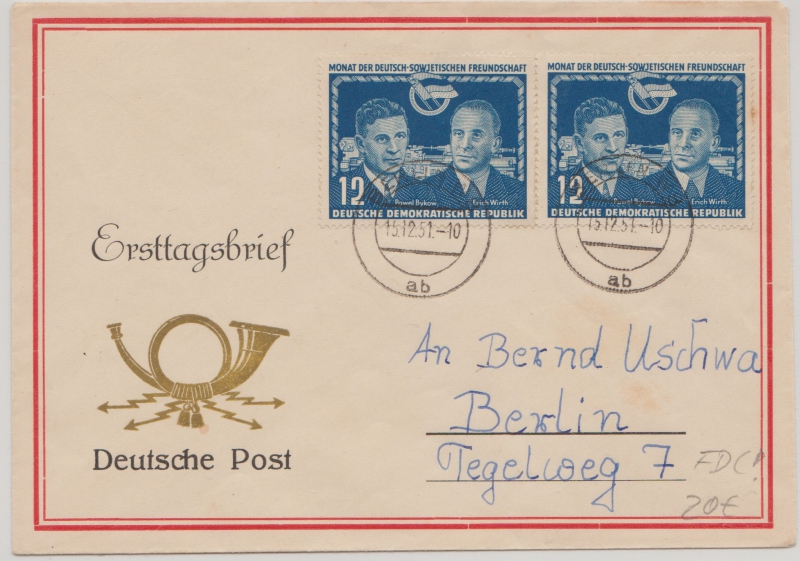 MONAT DER DEUTSCH-SOWJETISCHEN FREUNDSCHAFT
12
Pawel Bykow
Erich Wirth
DEUTSCHE DEMOKRATISCHE REPUBLIK
MONAT DER DEUTSCH-SOWJETISCHEN FREUNDSCHAFT
12
Pawel Bykow
Erich Wirth
DEUTSCHE DEMOKRATISCHE REPUBLIK
15.12.51.-10
ab
15.12.51.-10
ab
Ersttagsbrief
Deutsche Post
An Bernd Uschwa
Berlin
Tegelweg 7
FDC!
20€